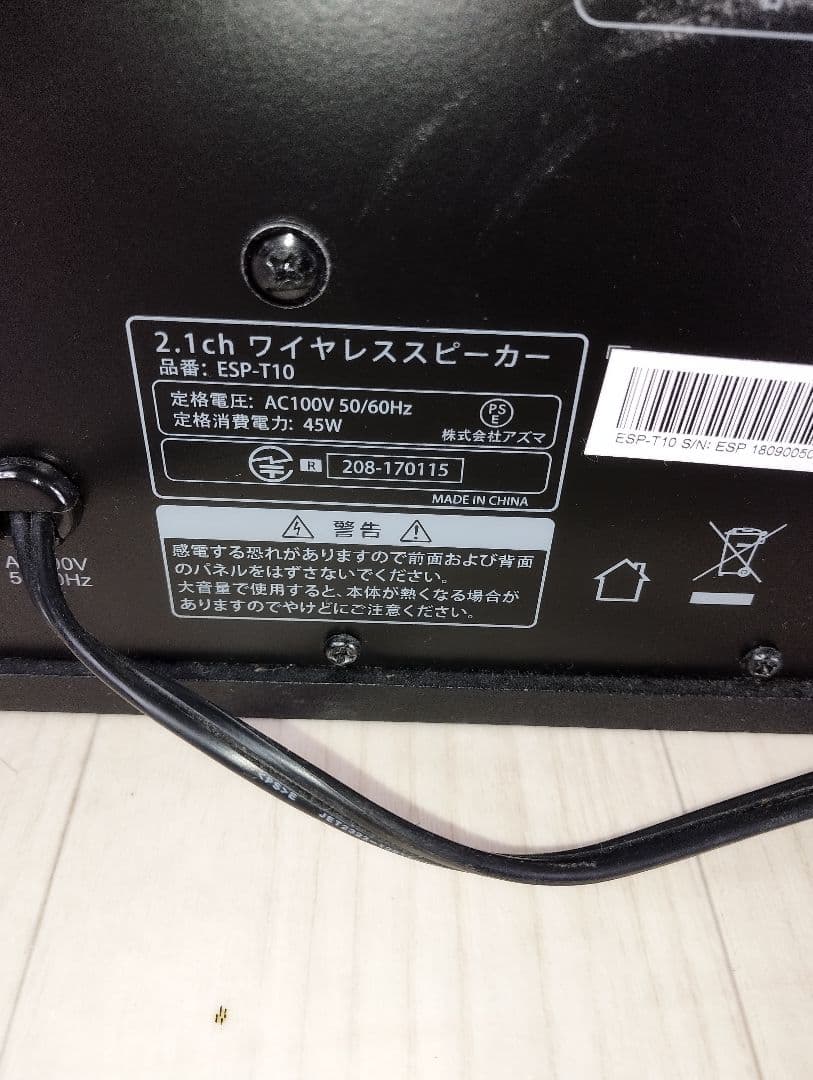 2.1ch ワイヤレススピーカー
品番: ESP-T10
定格電圧: AC100V 50/60Hz
定格消費電力: 45W
PS
E
株式会社アズマ
R 208-170115
MADE IN CHINA
警告
感電する恐れがありますので前面および背面
のパネルをはずさないでください。
大音量で使用すると、本体が熱くなる場合が
ありますのでやけどにご注意ください。
ESP-T10 S/N: ESP 18090050
<PS>E